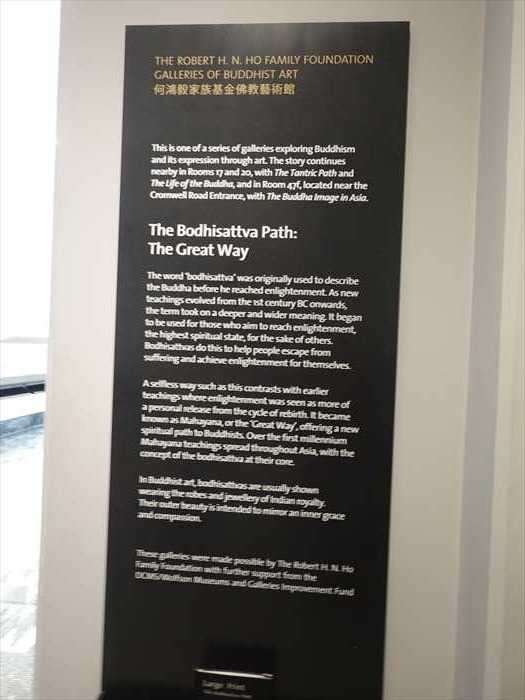 THE ROBERT H. N. HO FAMILY FOUNDATION
GALLERIES OF BUDDHIST ART
何鴻毅家族基金佛教藝術館
This is one of a series of galleries exploring Buddhism
and its expression through art. The story continues
nearby in Rooms 17 and 20, with The Tantric Path and
The Life of the Buddha, and in Room 47f, located near the
Cromwell Road Entrance, with The Buddha Image in Asia.
The Bodhisattva Path:
The Great Way
The word 'bodhisattva' was originally used to describe
the Buddha before he reached enlightenment. As new
teachings evolved from the 1st century BC onwards,
the term took on a deeper and wider meaning. It began
to be used for those who aim to reach enlightenment,
the highest spiritual state, for the sake of others.
Bodhisattvas do this to help people escape from
suffering and achieve enlightenment for themselves.
A selfless way such as this contrasts with earlier
teachings where enlightenment was seen as more of
a personal release from the cycle of rebirth. It became
known as Mahayana, or the 'Great Way', offering a new
spiritual path to Buddhists. Over the first millennium
Mahayana teachings spread throughout Asia, with the
concept of the bodhisattva at their core.
In Buddhist art, bodhisattvas are usually shown
wearing the robes and jewellery of Indian royalty.
Their outer beauty is intended to mirror an inner grace
and compassion.
These galleries were made possible by The Robert H. N. Ho
Family Foundation with further support from the
DCMS/Wolfson Museums and Galleries Improvement Fund
Large Print